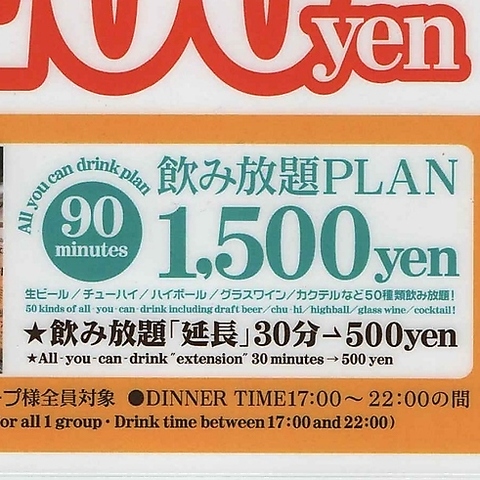 00yen
All you can drink plan
90
minutes
飲み放題PLAN
1,500yen
生ビール／チューハイ／ハイボール／グラスワイン／カクテルなど50種類飲み放題!
50 kinds of all-you-can-drink including draft beer/chu-hi/highball/glass wine/cocktail!
★飲み放題「延長」30分→500yen
★All-you-can-drink "extension" 30 minutes→500 yen
プ様全員対象 ●DINNER TIME17:00～22:00の間
or all 1 group・Drink time between 17:00 and 22:00)